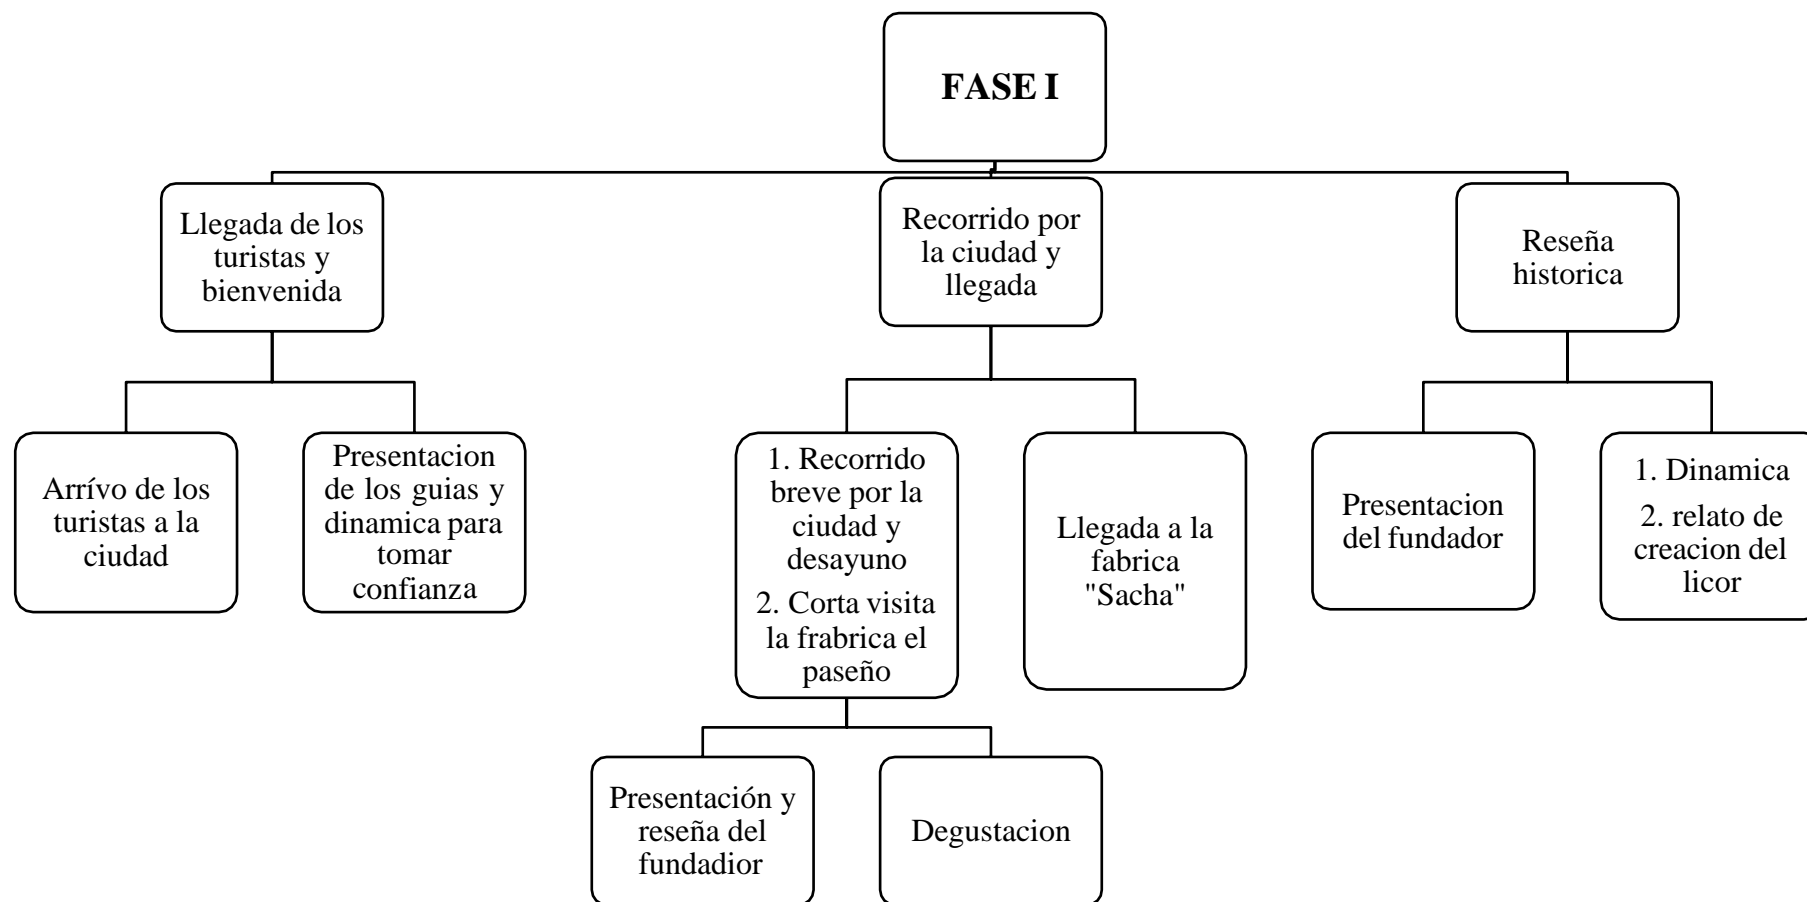 FASE I
Llegada de los
turistas y
bienvenida
Recorrido por
la ciudad y
llegada
Reseña
historica
Arrívo de los
turistas a la
ciudad
Presentacion
de los guias y
dinamica para
tomar
confianza
1. Recorrido
breve por la
ciudad y
desayuno
2. Corta visita
la frabrica el
paseño
Llegada a la
fabrica
"Sacha"
Presentacion
del fundador
1. Dinamica
2. relato de
creacion del
licor
Presentación y
reseña del
fundadior
Degustacion